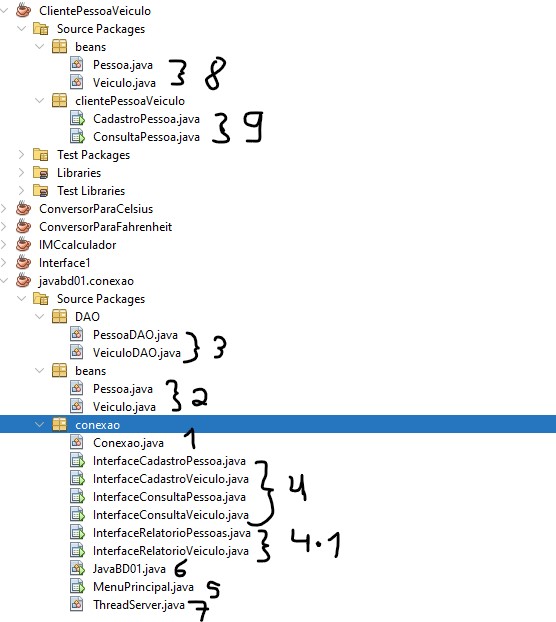 ClientePessoaVeiculo
Source Packages
beans
Pessoa.java
Veiculo.java } 8
clientePessoaVeiculo
CadastroPessoa.java
ConsultaPessoa.java } 9
Test Packages
Libraries
Test Libraries
ConversorParaCelsius
ConversorParaFahrenheit
IMCcalculador
Interface1
javabd01.conexao
Source Packages
DAO
PessoaDAO.java
VeiculoDAO.java } 3
beans
Pessoa.java
Veiculo.java } 2
conexao
Conexao.java 1
InterfaceCadastroPessoa.java
InterfaceCadastroVeiculo.java
InterfaceConsultaPessoa.java } 4
InterfaceConsultaVeiculo.java
InterfaceRelatorioPessoas.java
InterfaceRelatorioVeiculo.java } 4.1
JavaBD01.java 6
MenuPrincipal.java 5
ThreadServer.java 7